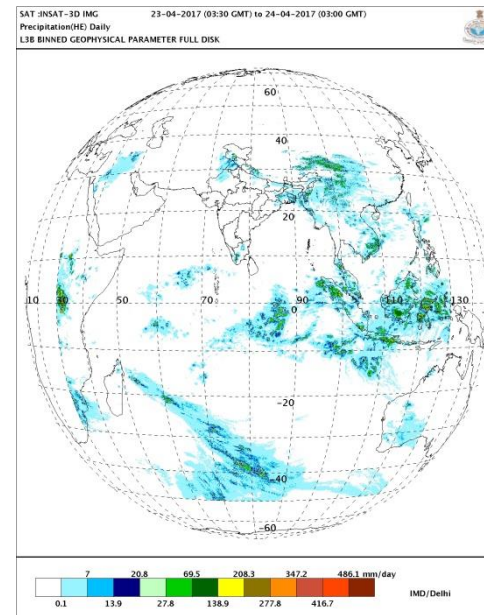 SAT :INSAT-3D IMG 23-04-2017 (03:30 GMT) to 24-04-2017 (03:00 GMT)
Precipitation(HE) Daily
L3B BINNED GEOPHYSICAL PARAMETER FULL DISK
60
40
20
10 30 50 70 0 90 110 130
-20
-40
-60
7 20.8 69.5 208.3 347.2 486.1 mm/day
0.1 13.9 27.8 138.9 277.8 416.7
IMD/Delhi